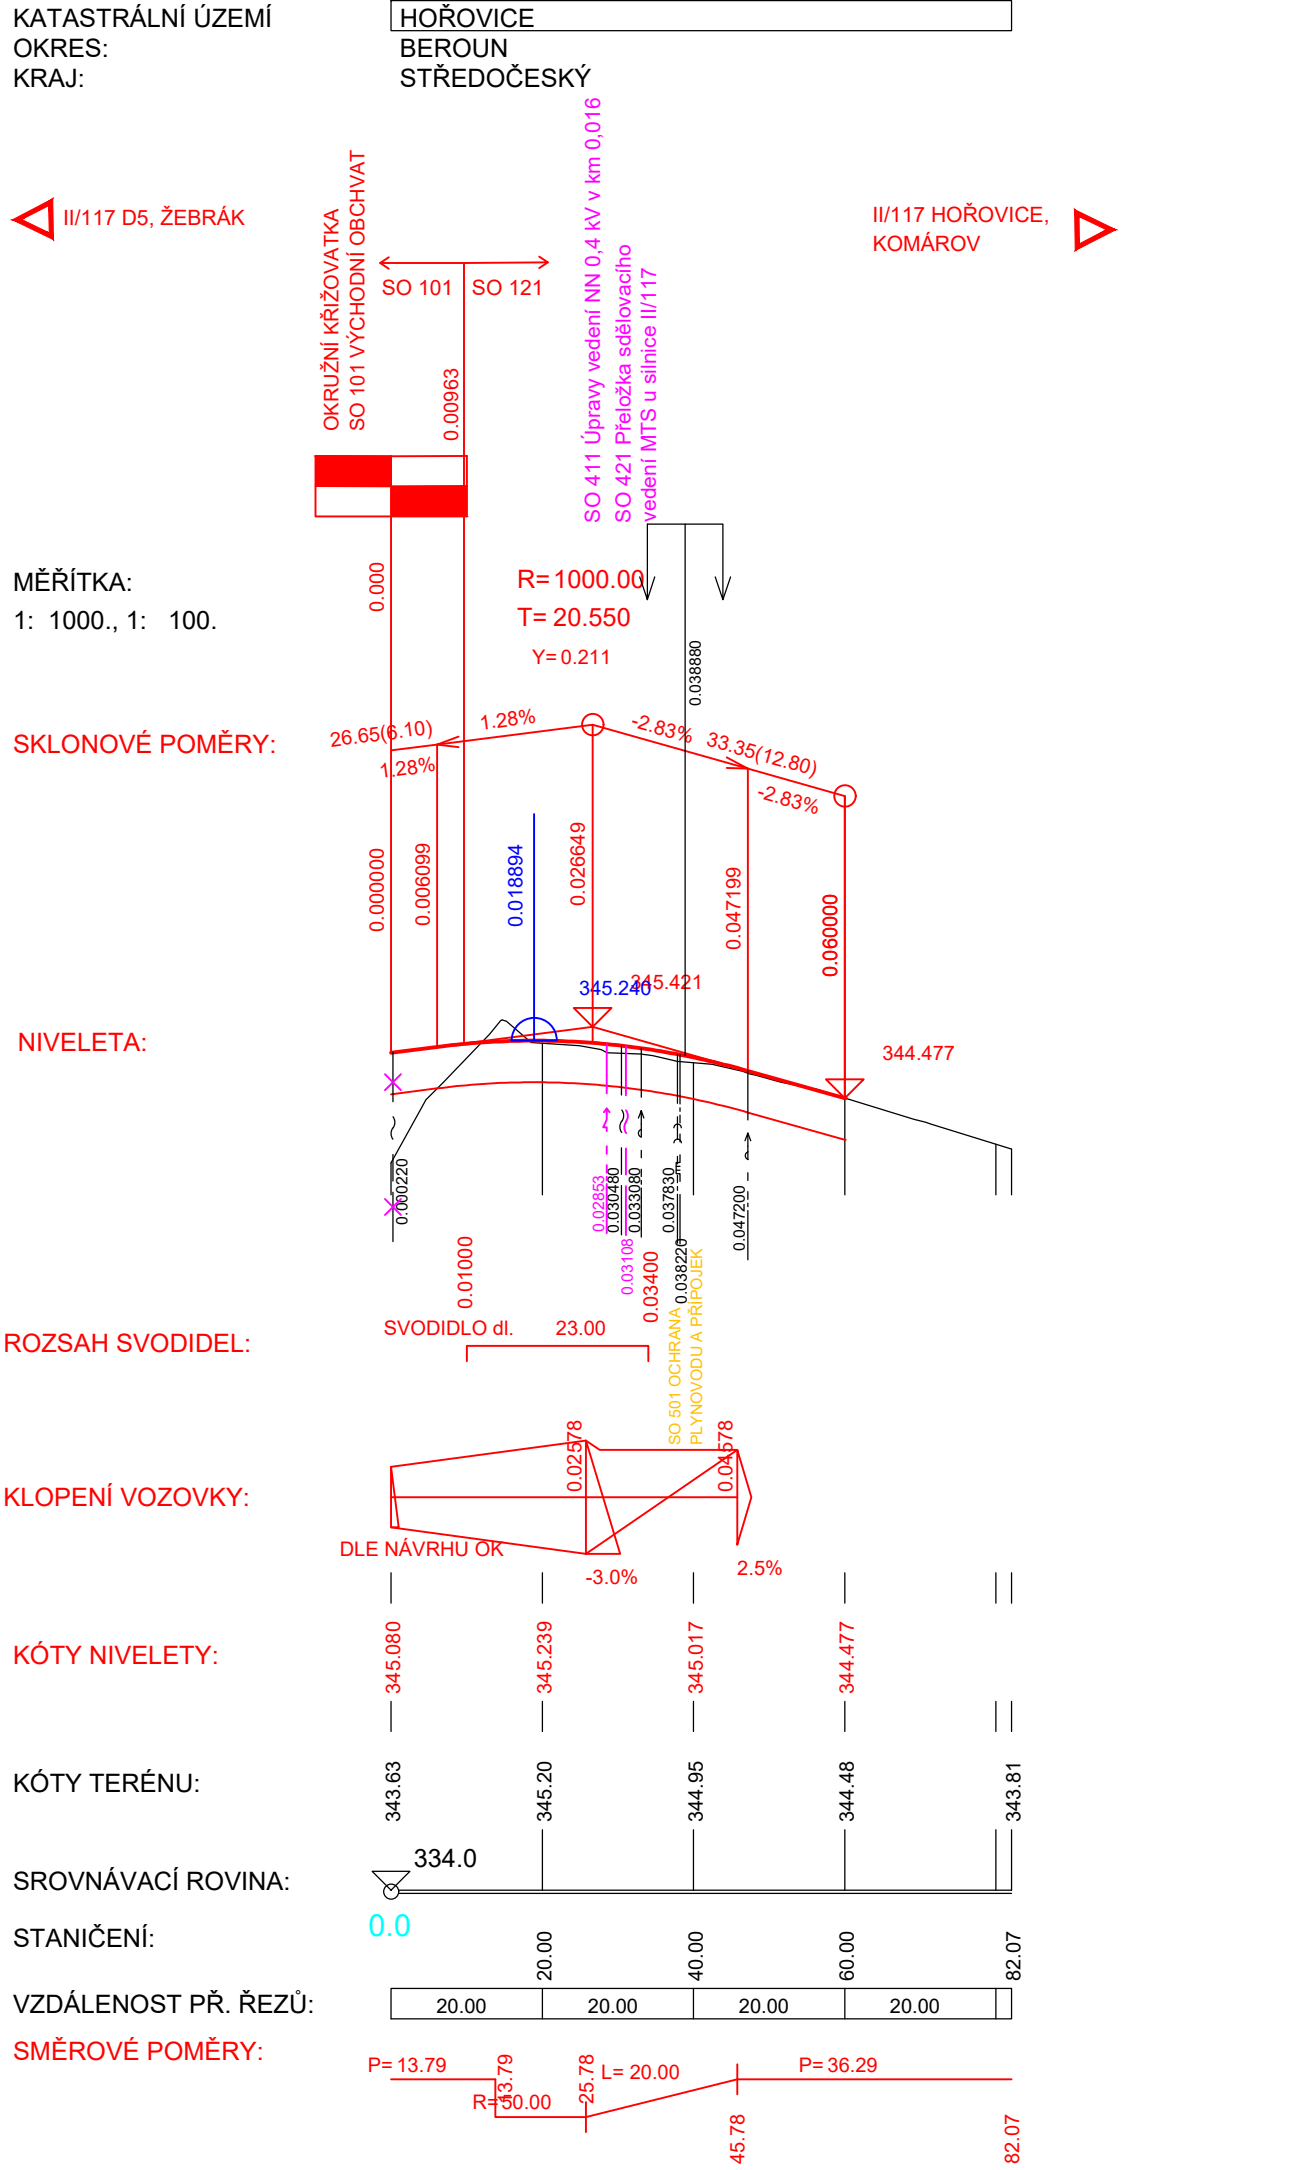 KATASTRÁLNÍ ÚZEMÍ HOŘOVICE
OKRES: BEROUN
KRAJ: STŘEDOČESKÝ
II/117 D5, ŽEBRÁK
OKRUŽNÍ KŘIŽOVATKA
SO 101 VÝCHODNÍ OBCHVAT
SO 101
SO 121
0.00963
SO 411 Úpravy vedení NN 0,4 kV v km 0,016
SO 421 Přeložka sdělovacího
vedení MTS u silnice II/117
II/117 HOŘOVICE,
KOMÁROV
MĚŘÍTKA:
1: 1000., 1: 100.
0.000
R= 1000.00
T= 20.550
Y= 0.211
0.038880
SKLONOVÉ POMĚRY:
26.65(6.10)
1.28%
1.28%
-2.83%
33.35(12.80)
-2.83%
0.000000
0.006099
0.018894
0.026649
0.047199
0.060000
345.240
345.421
NIVELETA:
344.477
0.000220
0.02853
0.030480
0.03108
0.033080
0.037830
0.038220
0.047200
0.01000
0.03400
SO 501 OCHRANA
PLYNOVODU A PŘÍPOJEK
ROZSAH SVODIDEL:
SVODIDLO dl. 23.00
KLOPENÍ VOZOVKY:
0.02578
0.04578
DLE NÁVRHU OK
-3.0%
2.5%
KÓTY NIVELETY:
345.080
345.239
345.017
344.477
KÓTY TERÉNU:
343.63
345.20
344.95
344.48
343.81
SROVNÁVACÍ ROVINA:
334.0
STANIČENÍ:
0.0
20.00
40.00
60.00
82.07
VZDÁLENOST PŘ. ŘEZŮ:
20.00 20.00 20.00 20.00
SMĚROVÉ POMĚRY:
P= 13.79
13.79
R=50.00
25.78
L= 20.00
45.78
P= 36.29
82.07